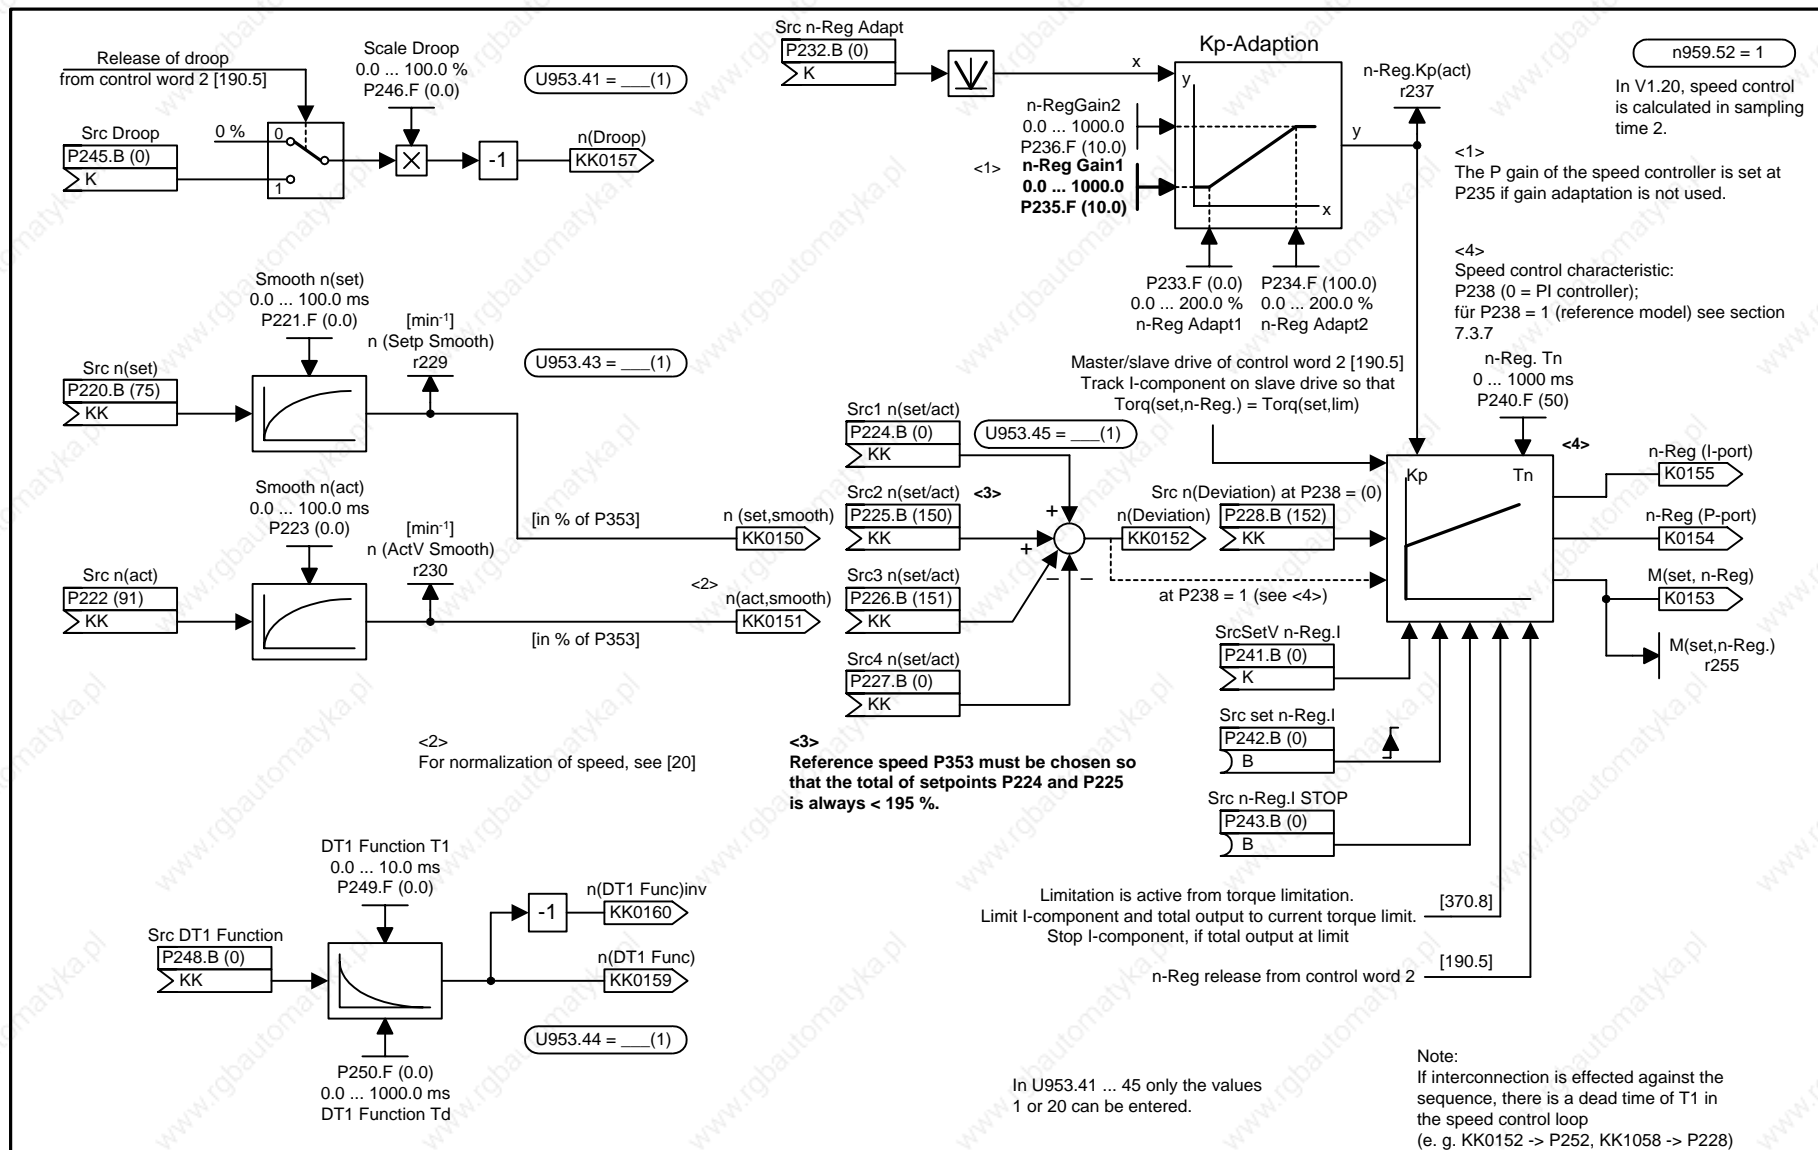 Release of droop
from control word 2 [190.5]
Scale Droop
0.0 ... 100.0 %
P246.F (0.0)
U953.41 = ___(1)
Src Droop
P245.B (0)
K
0 %
0
1
-1
n(Droop)
KK0157
Src n-Reg Adapt
P232.B (0)
K
x
Kp-Adaption
y
x
n-RegGain2
0.0 ... 1000.0
P236.F (10.0)
<1>
n-Reg Gain1
0.0 ... 1000.0
P235.F (10.0)
P233.F (0.0)
0.0 ... 200.0 %
n-Reg Adapt1
P234.F (100.0)
0.0 ... 200.0 %
n-Reg Adapt2
y
n-Reg.Kp(act)
r237
n959.52 = 1
In V1.20, speed control
is calculated in sampling
time 2.
<1>
The P gain of the speed controller is set at
P235 if gain adaptation is not used.
<4>
Speed control characteristic:
P238 (0 = PI controller);
für P238 = 1 (reference model) see section
7.3.7
Smooth n(set)
0.0 ... 100.0 ms
P221.F (0.0)
[min-1]
n (Setp Smooth)
r229
U953.43 = ___(1)
Src n(set)
P220.B (75)
KK
Smooth n(act)
0.0 ... 100.0 ms
P223 (0.0)
[min-1]
n (ActV Smooth)
r230
Src n(act)
P222 (91)
KK
[in % of P353]
n (set,smooth)
KK0150
<2>
n(act,smooth)
KK0151
[in % of P353]
Src1 n(set/act)
P224.B (0)
KK
U953.45 = ___(1)
Src2 n(set/act)
<3>
P225.B (150)
KK
Src3 n(set/act)
P226.B (151)
KK
Src4 n(set/act)
P227.B (0)
KK
+
+
–
–
n(Deviation)
KK0152
Master/slave drive of control word 2 [190.5]
Track I-component on slave drive so that
Torq(set,n-Reg.) = Torq(set,lim)
n-Reg. Tn
0 ... 1000 ms
P240.F (50)
<4>
Src n(Deviation) at P238 = (0)
P228.B (152)
KK
at P238 = 1 (see <4>)
Kp
Tn
n-Reg (I-port)
K0155
n-Reg (P-port)
K0154
M(set, n-Reg)
K0153
M(set,n-Reg.)
r255
SrcSetV n-Reg.I
P241.B (0)
K
Src set n-Reg.I
P242.B (0)
B
Src n-Reg.I STOP
P243.B (0)
B
Limitation is active from torque limitation.
Limit I-component and total output to current torque limit.
Stop I-component, if total output at limit
[370.8]
n-Reg release from control word 2
[190.5]
<2>
For normalization of speed, see [20]
<3>
Reference speed P353 must be chosen so
that the total of setpoints P224 and P225
is always < 195 %.
DT1 Function T1
0.0 ... 10.0 ms
P249.F (0.0)
Src DT1 Function
P248.B (0)
KK
-1
n(DT1 Func)inv
KK0160
n(DT1 Func)
KK0159
U953.44 = ___(1)
P250.F (0.0)
0.0 ... 1000.0 ms
DT1 Function Td
In U953.41 ... 45 only the values
1 or 20 can be entered.
Note:
If interconnection is effected against the
sequence, there is a dead time of T1 in
the speed control loop
(e. g. KK0152 -> P252, KK1058 -> P228)
www.rgbautomatyka.pl